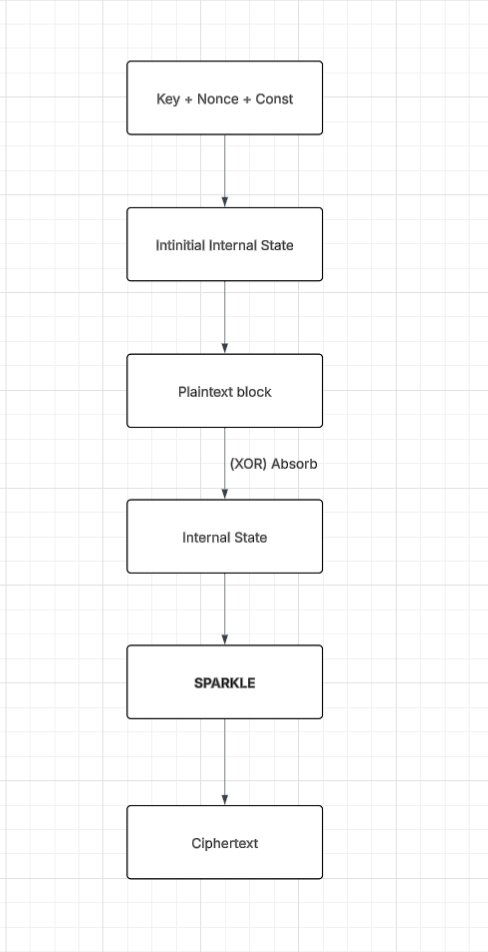 Key + Nonce + Const
Intinitial Internal State
Plaintext block
(XOR) Absorb
Internal State
SPARKLE
Ciphertext